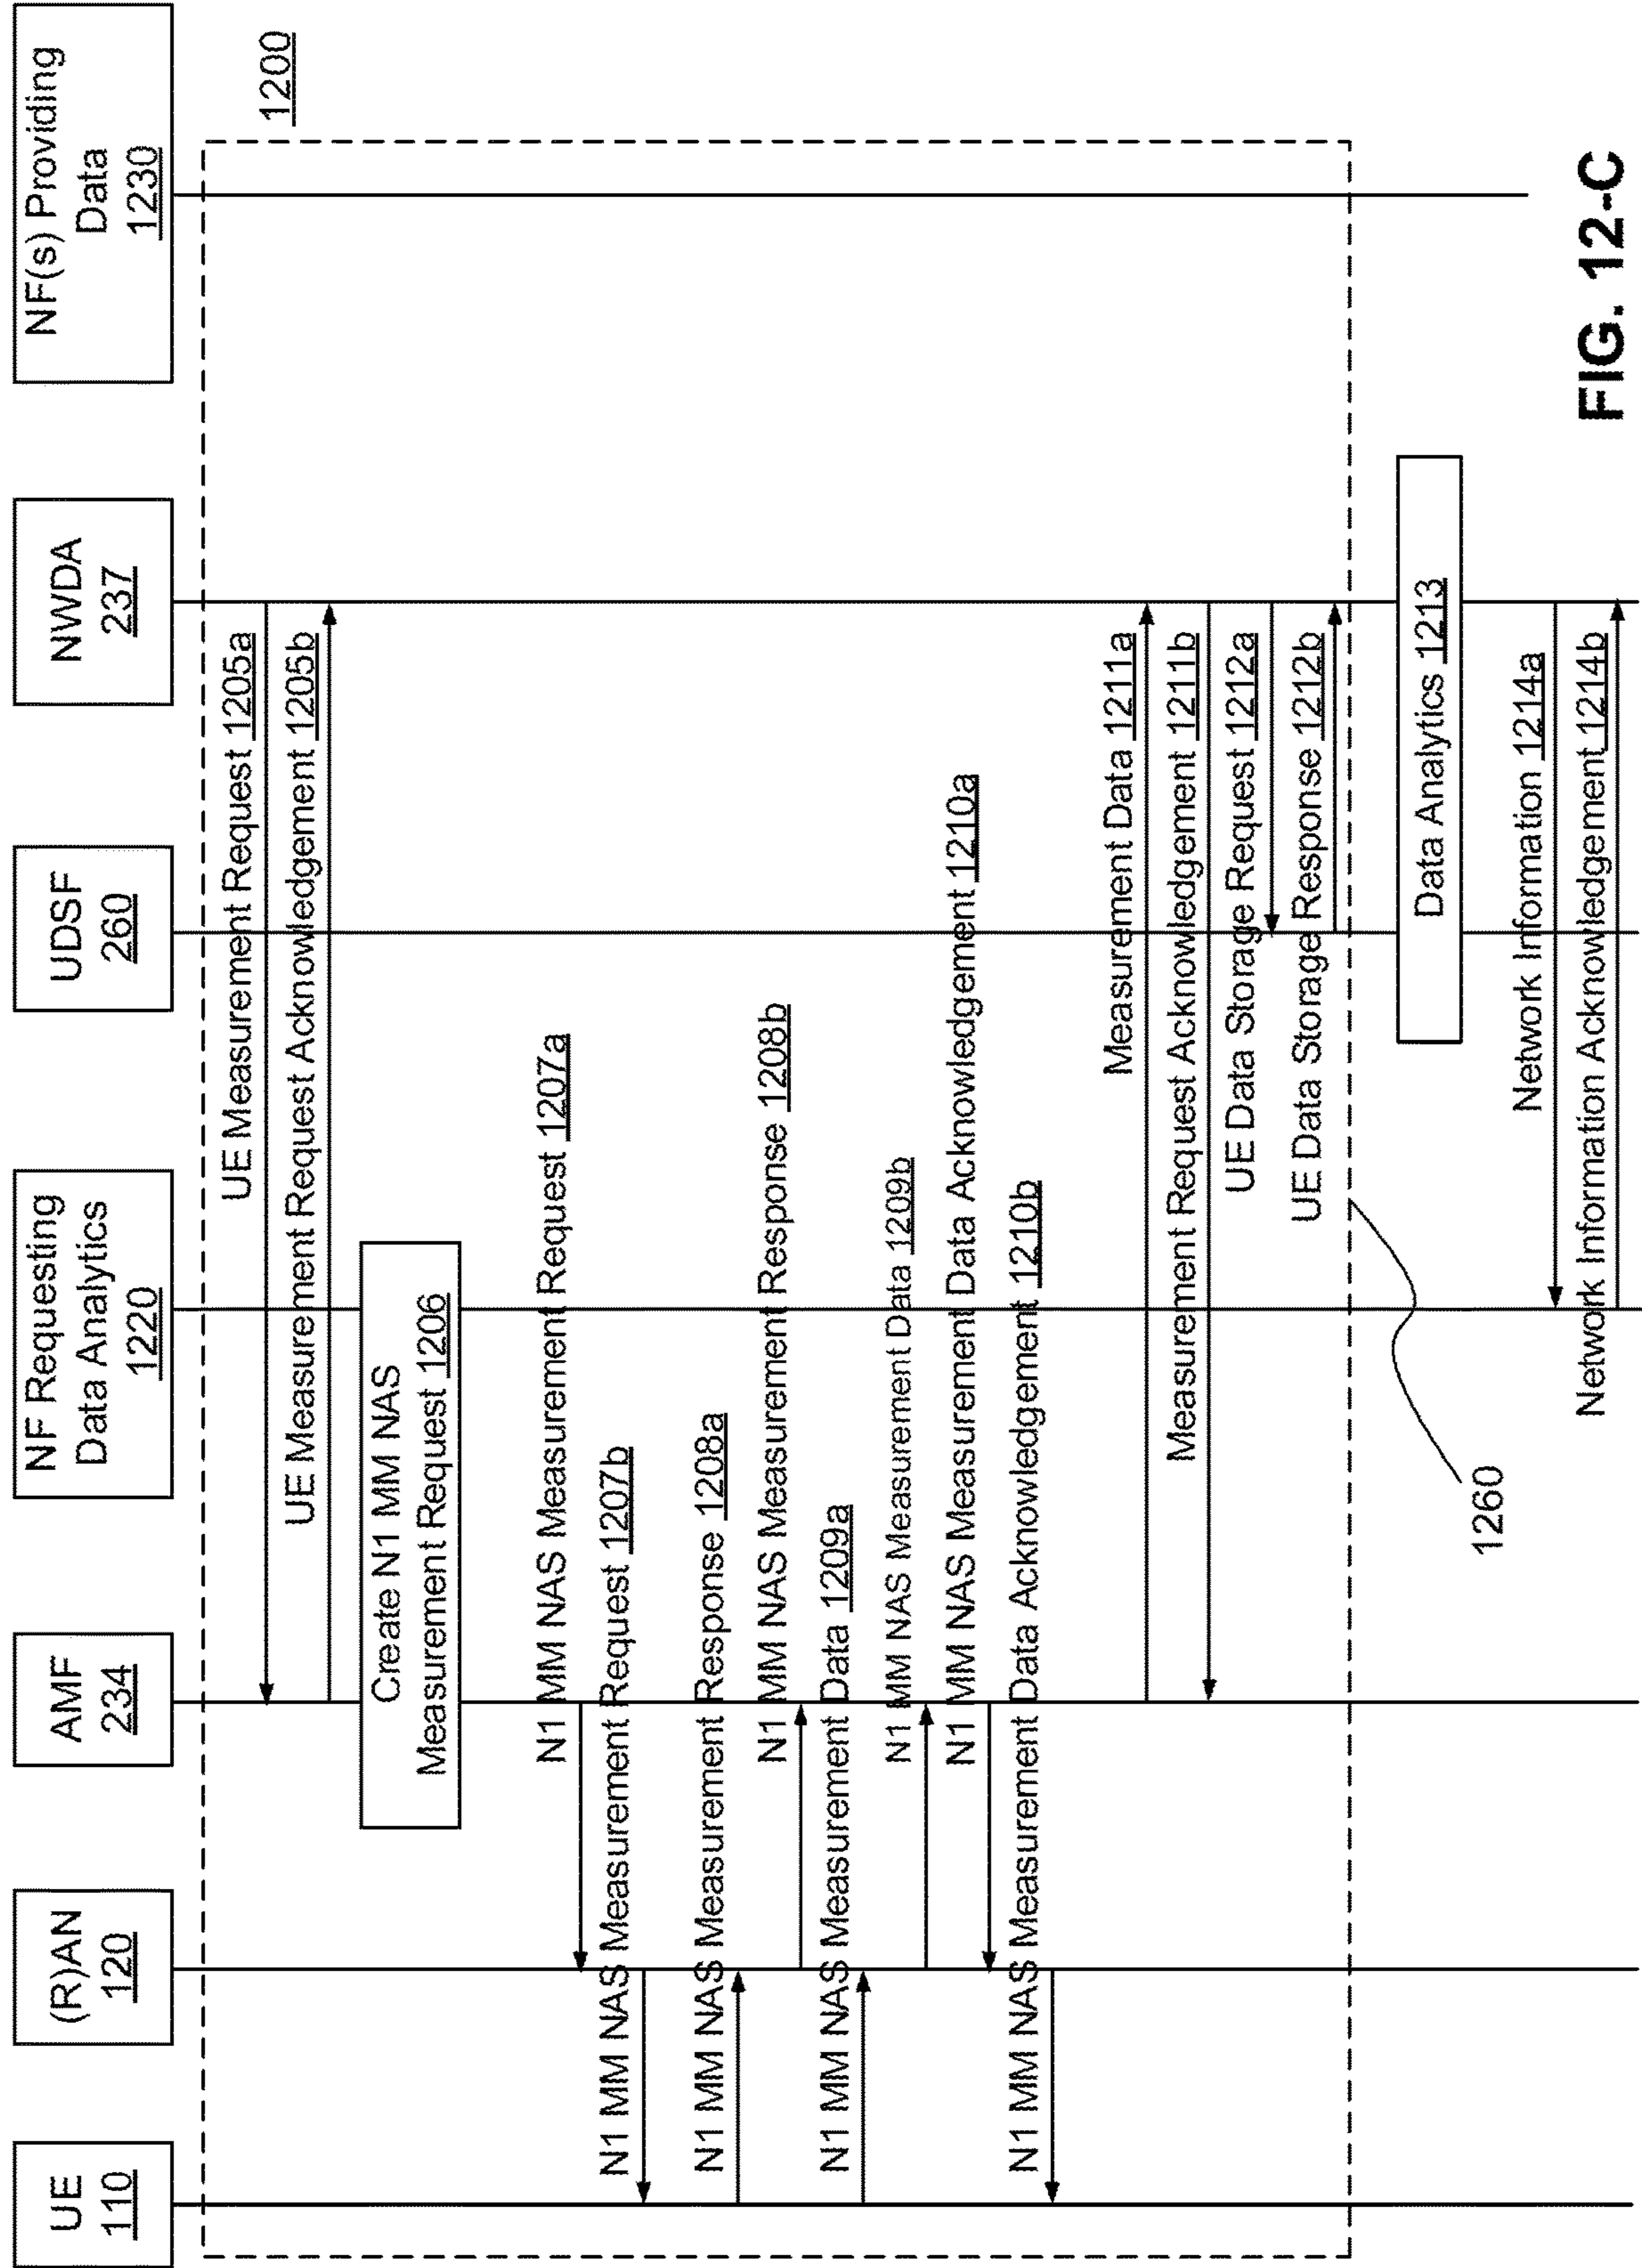 UE
110
(R)AN
120
AMF
234
NF Requesting
Data Analytics
1220
UDSF
260
NWDA
237
NF(s) Providing
Data
1230
1200
UE Measurement Request 1205a
UE Measurement Request Acknowledgement 1205b
Create N1 MM NAS
Measurement Request 1206
N1 MM NAS Measurement Request 1207a
N1 MM NAS Measurement Request 1207b
N1 MM NAS Measurement Response 1208a
N1 MM NAS Measurement Response 1208b
N1 MM NAS Measurement Data 1209a
N1 MM NAS Measurement Data 1209b
N1 MM NAS Measurement Data Acknowledgement 1210a
N1 MM NAS Measurement Data Acknowledgement 1210b
Measurement Data 1211a
Measurement Request Acknowledgement 1211b
UE Data Storage Request 1212a
UE Data Storage Response 1212b
Data Analytics 1213
1260
Network Information 1214a
Network Information Acknowledgement 1214b
FIG. 12-C